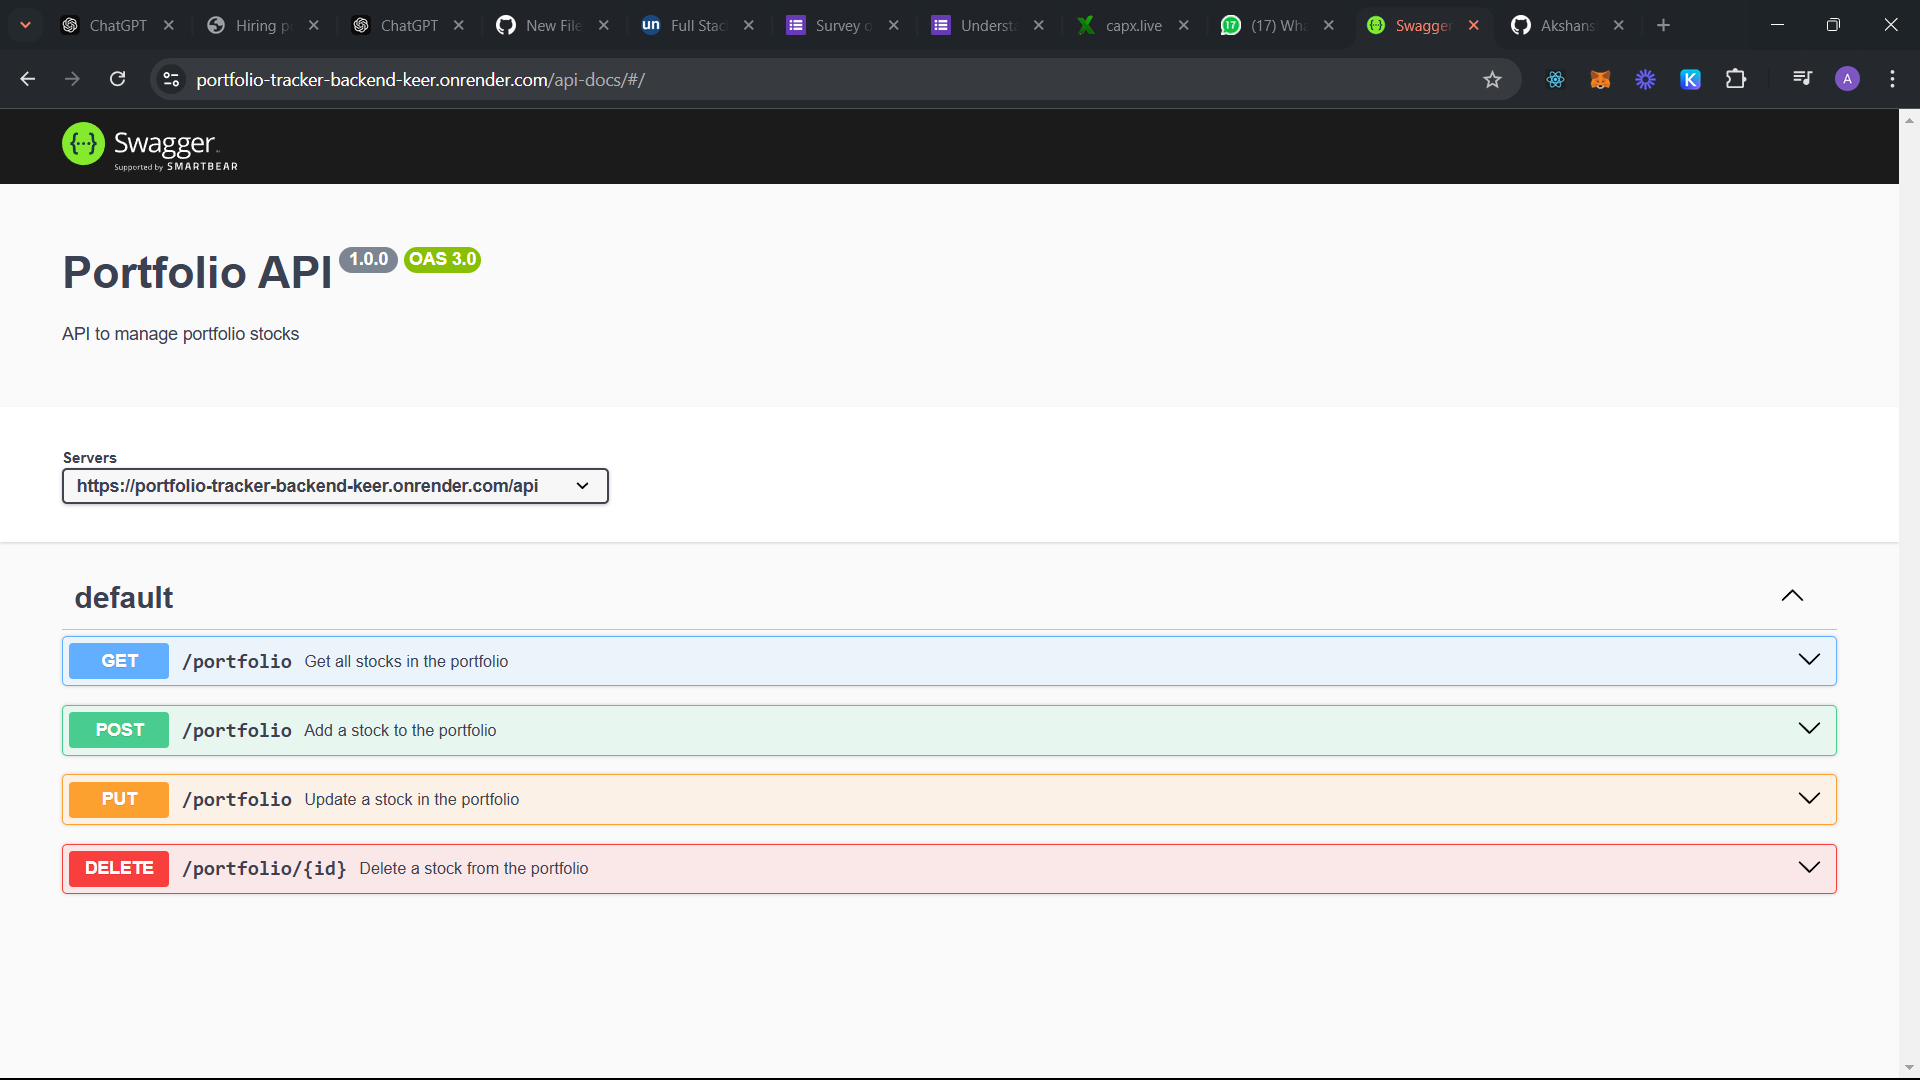 ChatGPT
Hiring p
ChatGPT
New File
un
Full Stac
Survey o
Underst
capx.live
17
(17) Wha
Swagger
Akshans
portfolio-tracker-backend-keer.onrender.com/api-docs/#/
K
A
{...} Swagger
Supported by SMARTBEAR
Portfolio API 1.0.0 OAS 3.0
API to manage portfolio stocks
Servers
https://portfolio-tracker-backend-keer.onrender.com/api
default
GET /portfolio Get all stocks in the portfolio
POST /portfolio Add a stock to the portfolio
PUT /portfolio Update a stock in the portfolio
DELETE /portfolio/{id} Delete a stock from the portfolio